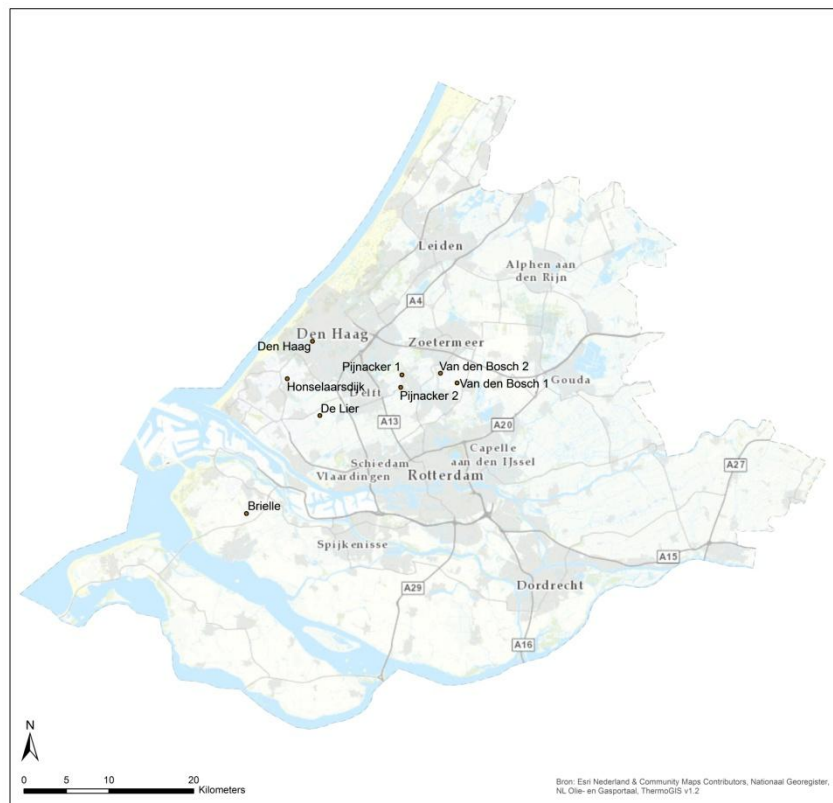 Leiden
Alphen aan
den Rijn
A4
Den Haag
Den Haag
Zoetermeer
Pijnacker 1
Van den Bosch 2
Honselaarsdijk
Van den Bosch 1
Gouda
Delft
Pijnacker 2
De Lier
A13
A20
Capelle
aan den IJssel
Schiedam
Vlaardingen
Rotterdam
A27
Brielle
Spijkenisse
A15
A29
Dordrecht
A16
N
0 5 10 20
Kilometers
Bron: Esri Nederland & Community Maps Contributors, Nationaal Georegister,
NL Olie- en Gasportaal, ThermoGIS v1.2